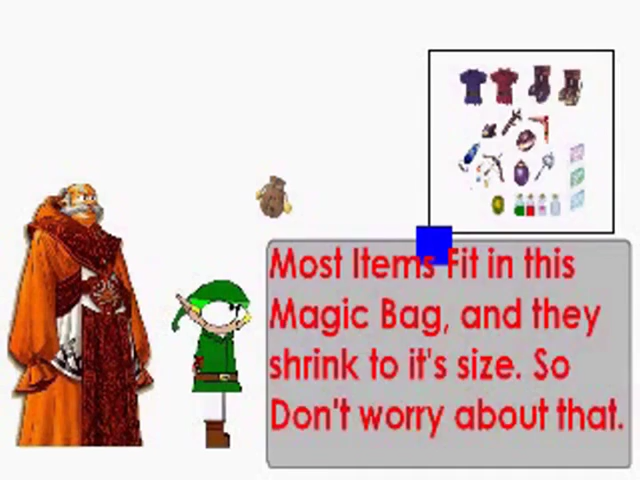 Most Items Fit in this
Magic Bag, and they
shrink to it's size. So
Don't worry about that.